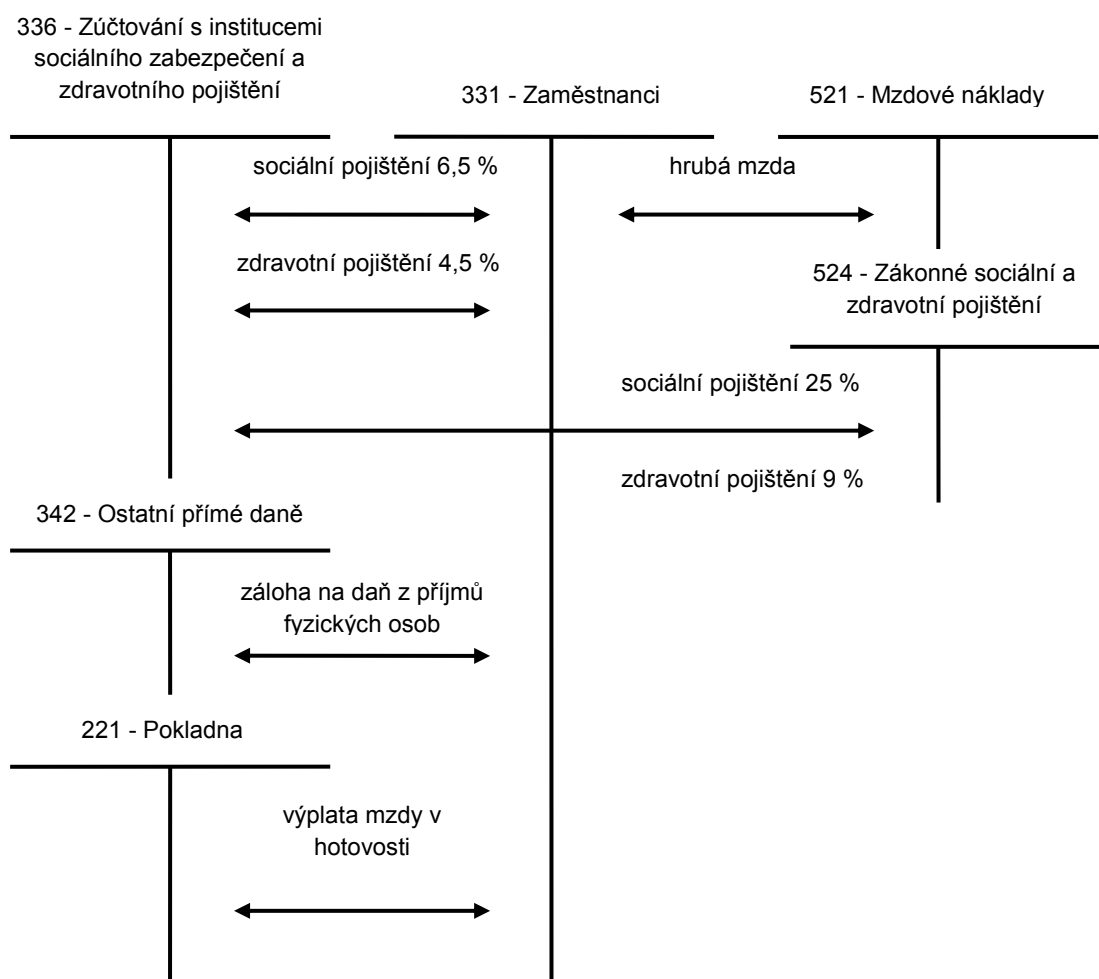 336 - Zúčtování s institucemi
sociálního zabezpečení a
zdravotního pojištění
331 - Zaměstnanci
521 - Mzdové náklady
sociální pojištění 6,5 %
hrubá mzda
zdravotní pojištění 4,5 %
524 - Zákonné sociální a
zdravotní pojištění
sociální pojištění 25 %
zdravotní pojištění 9 %
342 - Ostatní přímé daně
záloha na daň z příjmů
fyzických osob
221 - Pokladna
výplata mzdy v
hotovosti